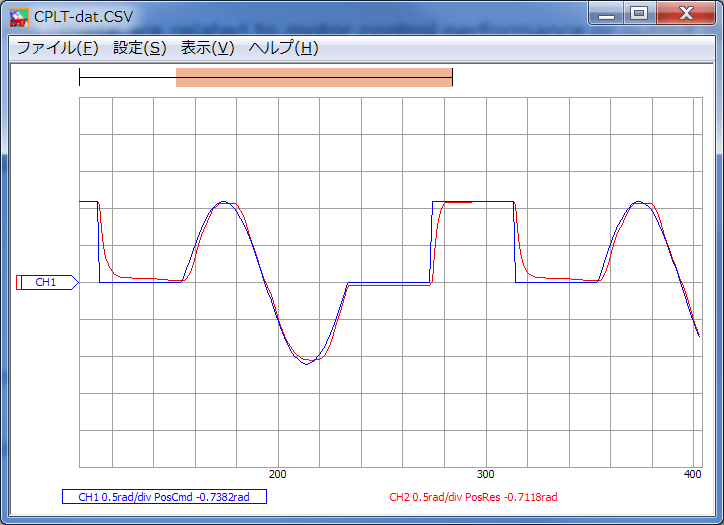 CPLT-dat.CSV
ファイル(F) 設定(S) 表示(V) ヘルプ(H)
CH1
200 300 400
CH1 0.5rad/div PosCmd -0.7382rad CH2 0.5rad/div PosRes -0.7118rad